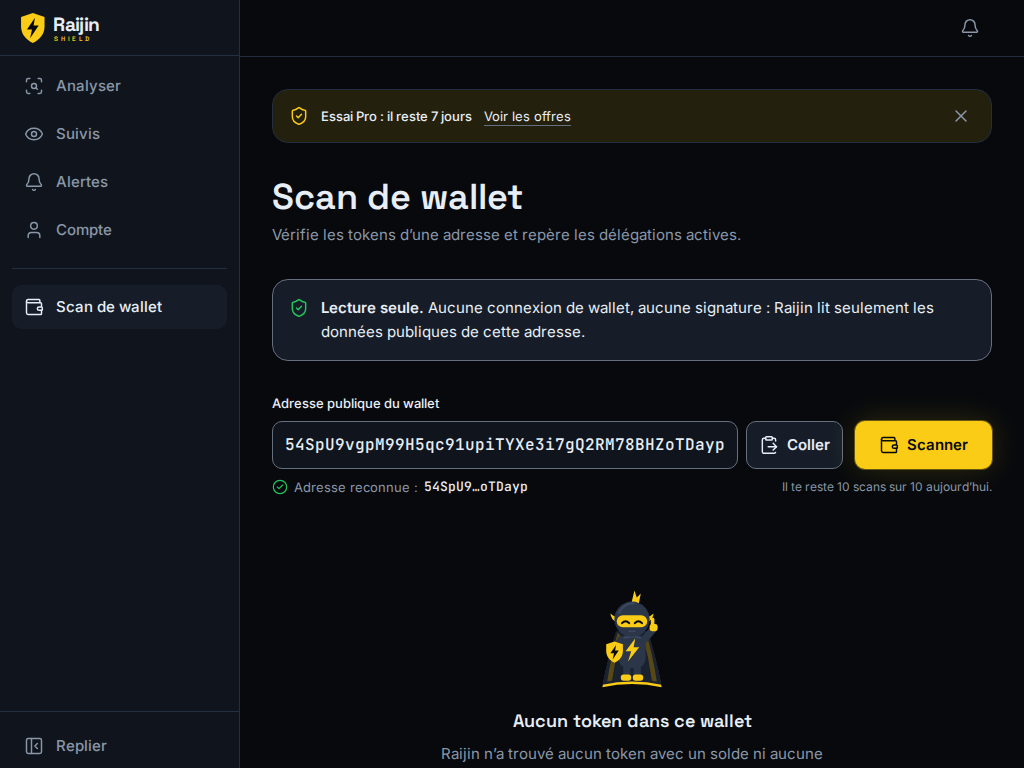 Raijin
SHIELD
Analyser
Suivis
Alertes
Compte
Scan de wallet
Replier
Essai Pro : il reste 7 jours Voir les offres
Scan de wallet
Vérifie les tokens d’une adresse et repère les délégations actives.
Lecture seule. Aucune connexion de wallet, aucune signature : Raijin lit seulement les
données publiques de cette adresse.
Adresse publique du wallet
54SpU9vgpM99H5qc91upiTYXe3i7gQ2RM78BHZoTDayp
Coller
Scanner
Adresse reconnue : 54SpU9…oTDayp
Il te reste 10 scans sur 10 aujourd’hui.
Aucun token dans ce wallet
Raijin n’a trouvé aucun token avec un solde ni aucune